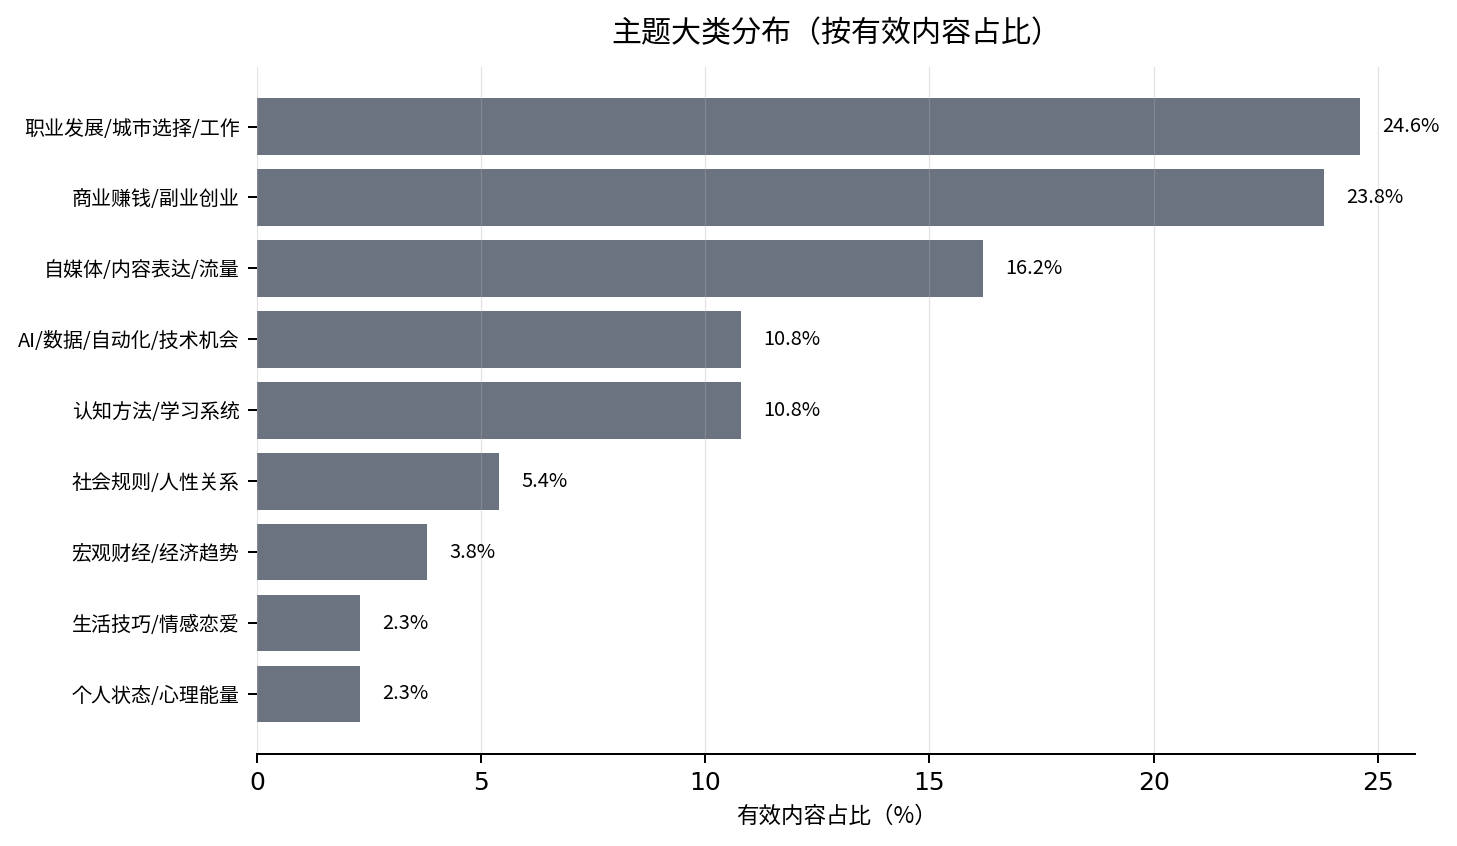 主题大类分布（按有效内容占比）
职业发展/城市选择/工作 24.6%
商业赚钱/副业创业 23.8%
自媒体/内容表达/流量 16.2%
AI/数据/自动化/技术机会 10.8%
认知方法/学习系统 10.8%
社会规则/人性关系 5.4%
宏观财经/经济趋势 3.8%
生活技巧/情感恋爱 2.3%
个人状态/心理能量 2.3%
0 5 10 15 20 25
有效内容占比（%）